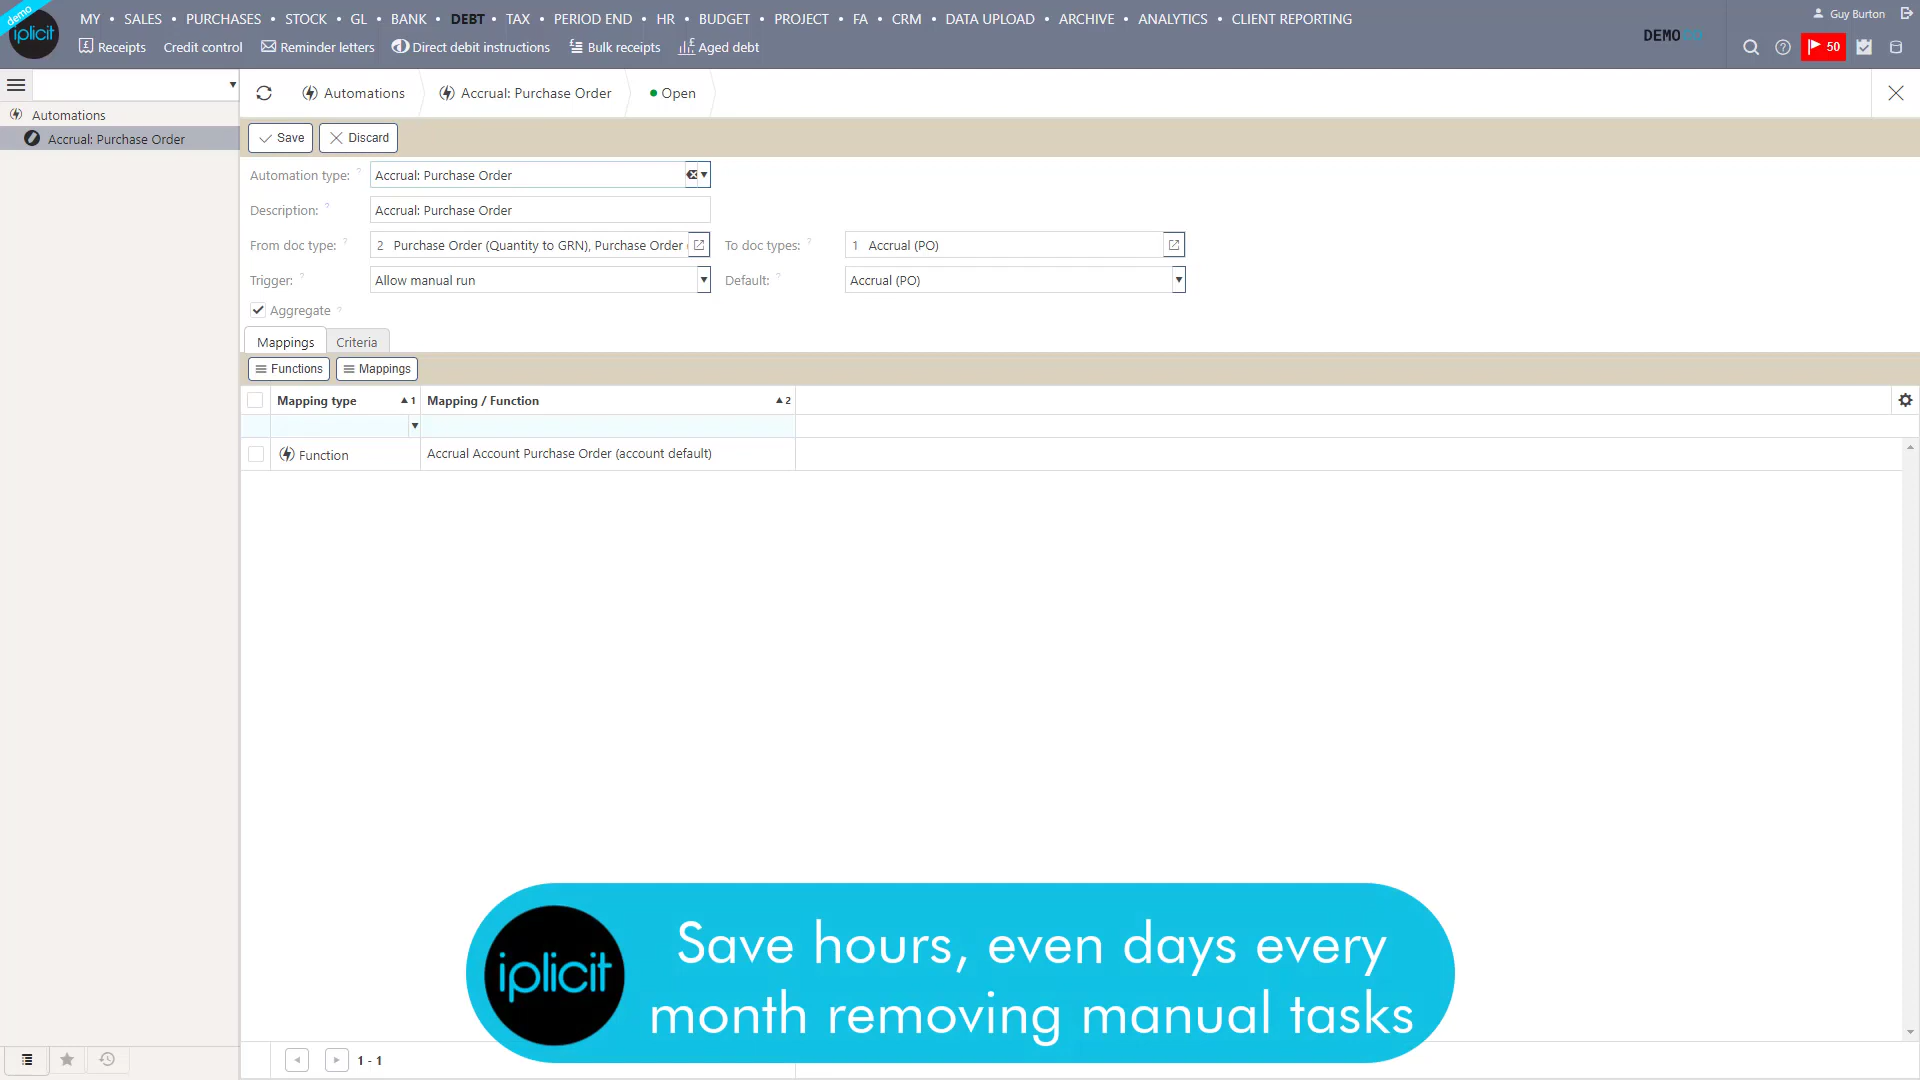 demo
iplicit
MY • SALES • PURCHASES • STOCK • GL • BANK • DEBT • TAX • PERIOD END • HR • BUDGET • PROJECT • FA • CRM • DATA UPLOAD • ARCHIVE • ANALYTICS • CLIENT REPORTING
Guy Burton
Receipts Credit control Reminder letters Direct debit instructions Bulk receipts Aged debt
DEMO
50
Automations Accrual: Purchase Order Open
Automations
Accrual: Purchase Order
Save Discard
Automation type: ? Accrual: Purchase Order
Description: ? Accrual: Purchase Order
From doc type: ? 2 Purchase Order (Quantity to GRN), Purchase Order To doc types: ? 1 Accrual (PO)
Trigger: ? Allow manual run Default: ? Accrual (PO)
Aggregate ?
Mappings Criteria
Functions Mappings
Mapping type 1 Mapping / Function 2
Function Accrual Account Purchase Order (account default)
iplicit
Save hours, even days every
month removing manual tasks
1 - 1